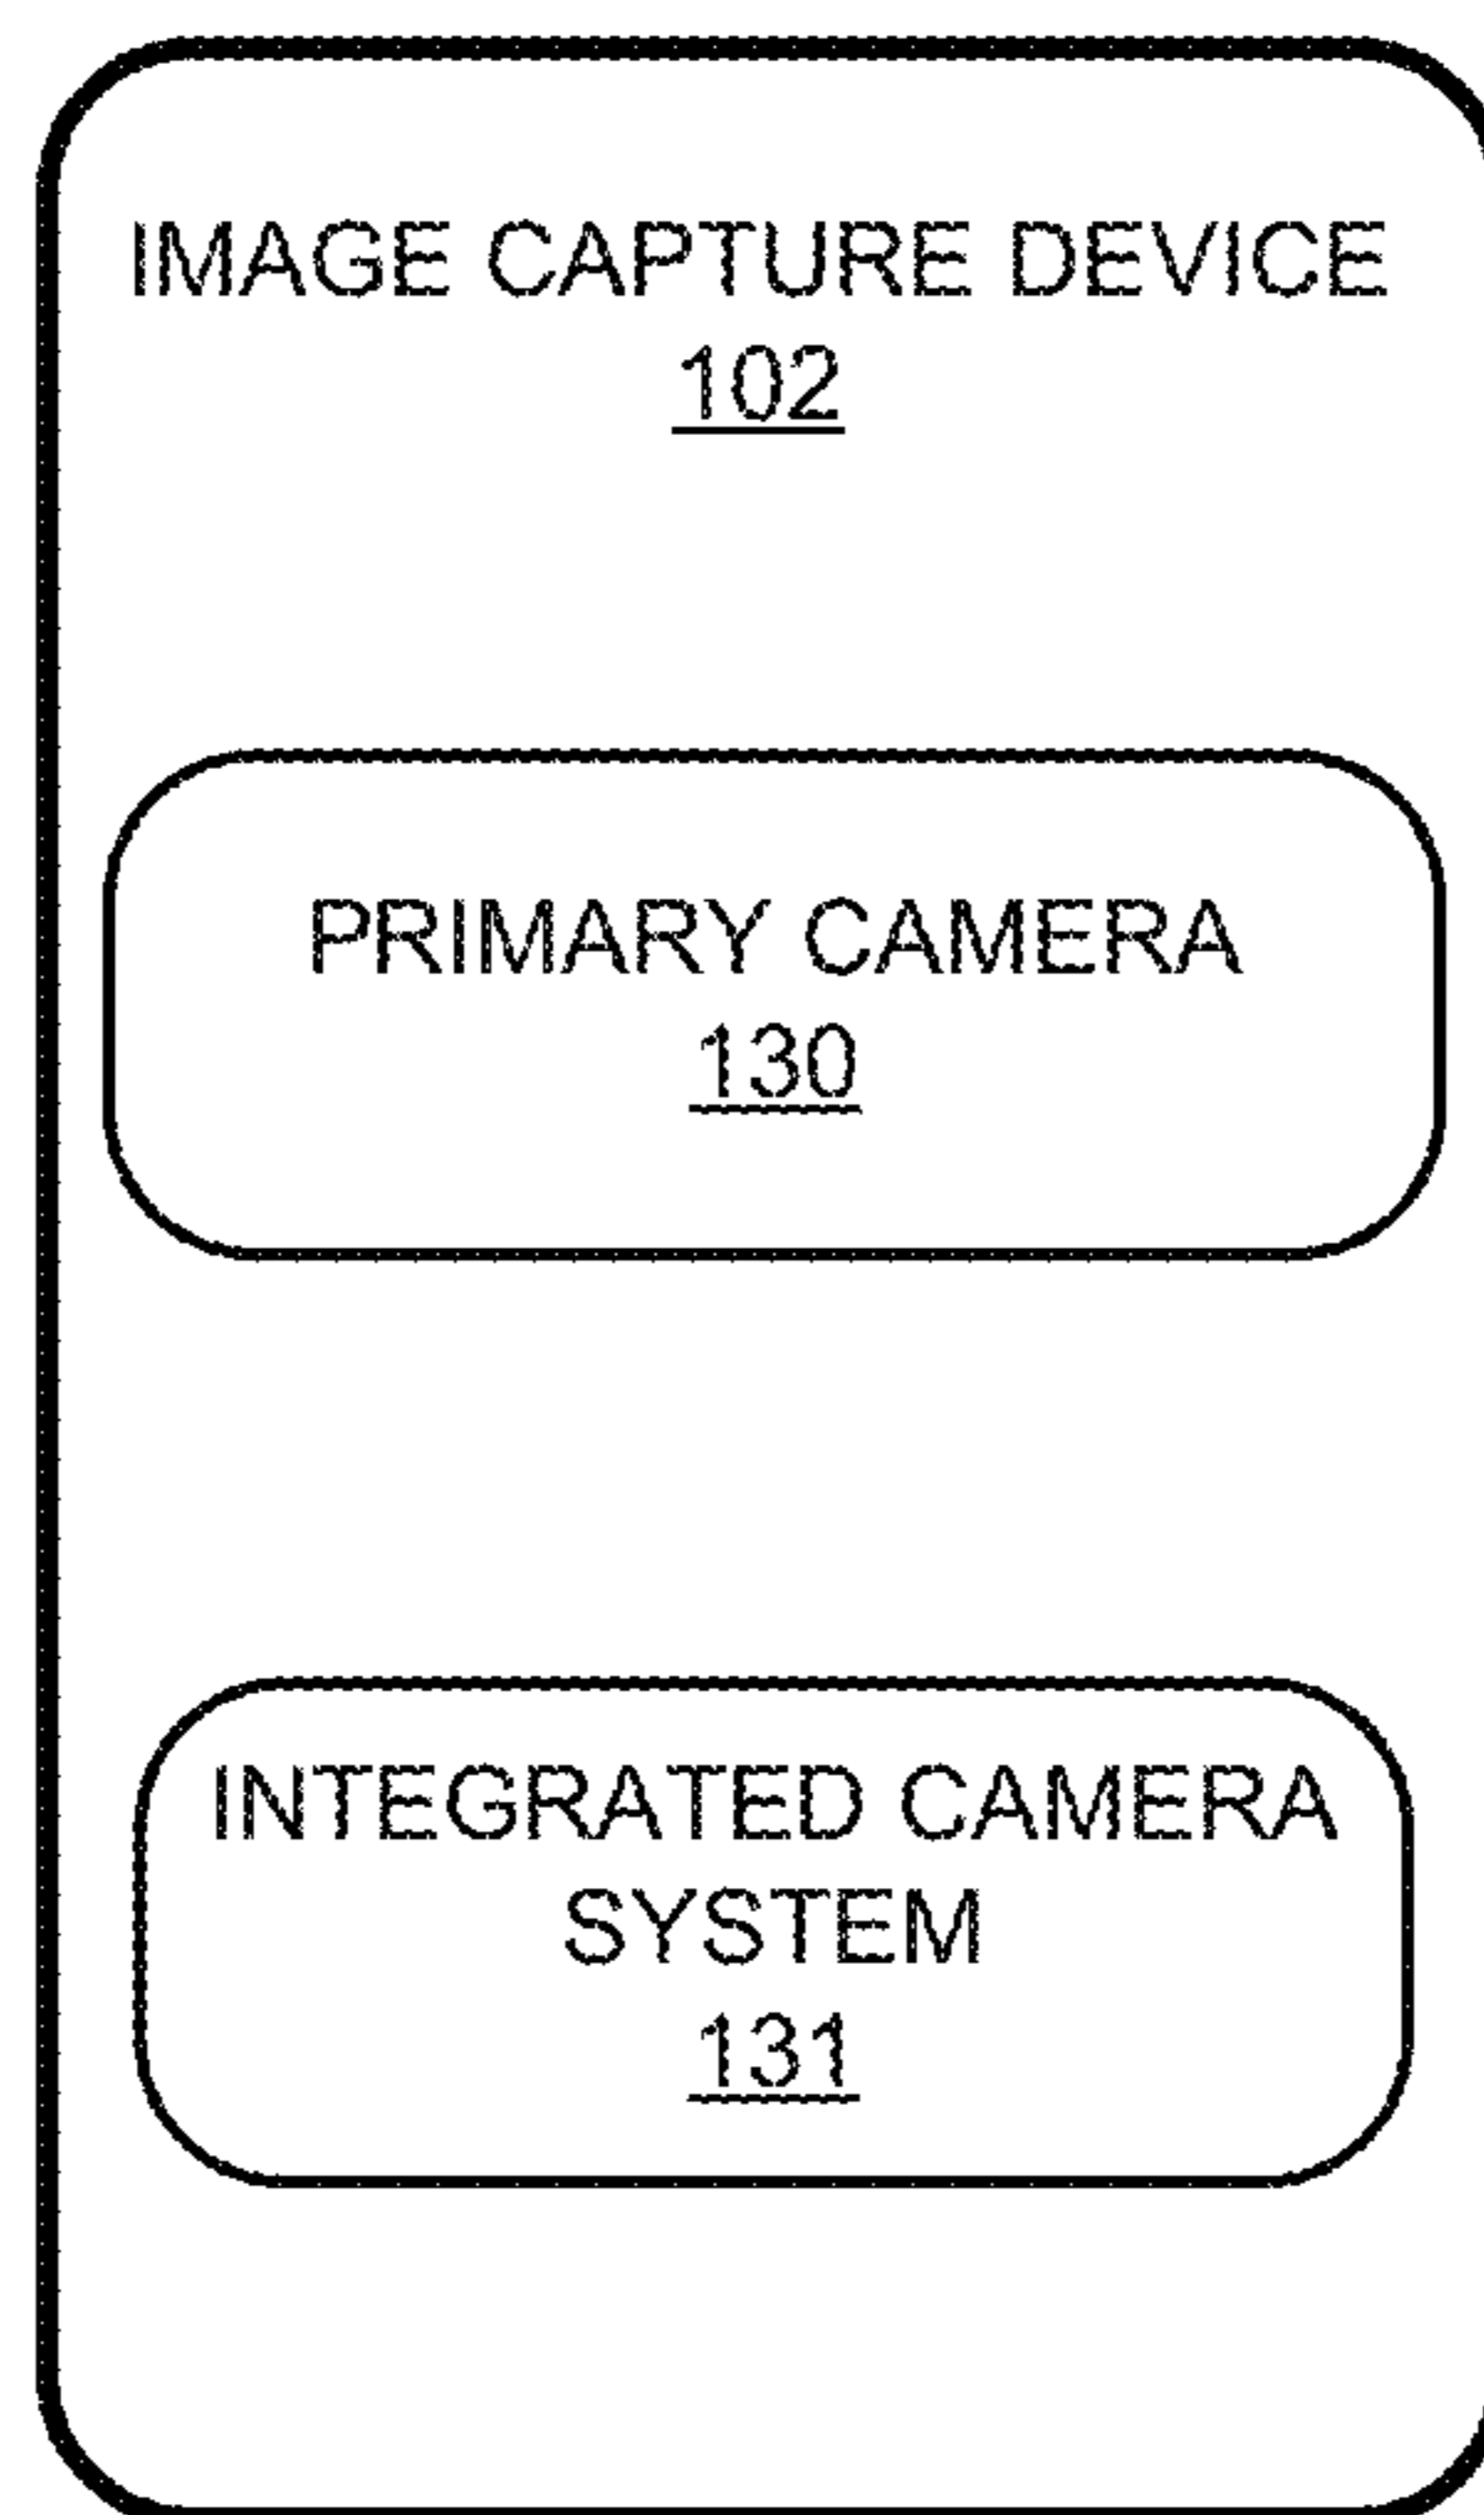 IMAGE CAPTURE DEVICE
102
PRIMARY CAMERA
130
INTEGRATED CAMERA
SYSTEM
131